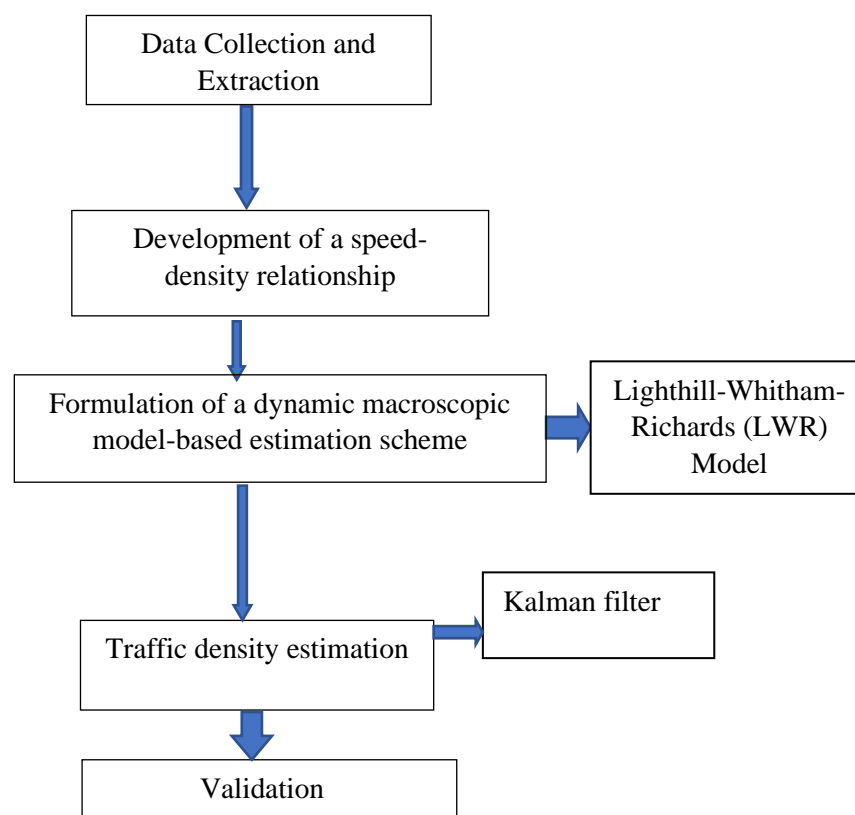 Data Collection and
Extraction
Development of a speed-
density relationship
Formulation of a dynamic macroscopic
model-based estimation scheme
Lighthill-Whitham-
Richards (LWR)
Model
Kalman filter
Traffic density estimation
Validation